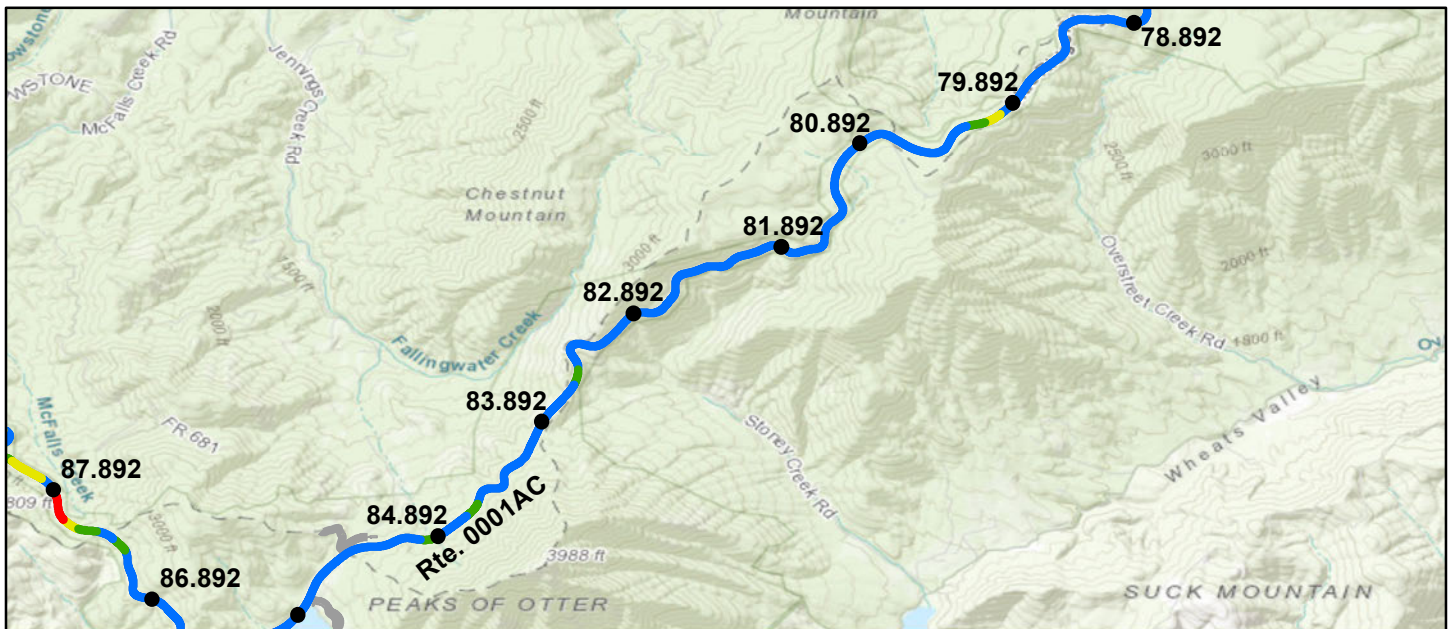 Mountain
78.892
79.892
WSTONE
McFalls Creek Rd
Jennings
Creek Rd
2500 ft
80.892
2500 ft
3000 ft
Chestnut
Mountain
81.892
3000 ft
1500 ft
2000 ft
82.892
Overstreet Creek Rd
2000 ft
1800 ft
Fallingwater Creek
83.892
McFalls Creek
FR 681
87.892
809 ft
3000 ft
Stoney Creek Rd
Wheats Valley
84.892
Rte. 0001AC
3988 ft
86.892
PEAKS OF OTTER
SUCK MOUNTAIN